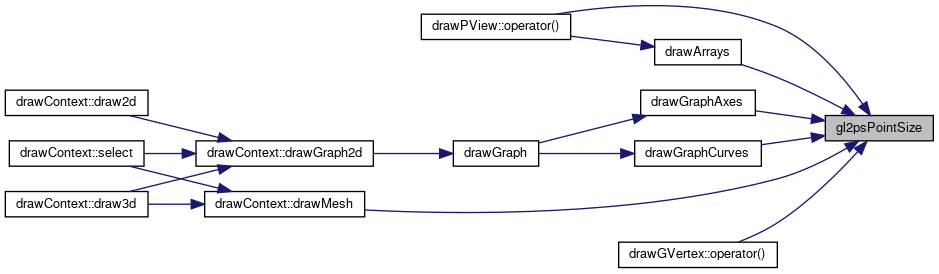 drawPView::operator()
drawArrays
drawContext::draw2d
drawGraphAxes
gl2psPointSize
drawContext::select
drawContext::drawGraph2d
drawGraph
drawGraphCurves
drawContext::draw3d
drawContext::drawMesh
drawGVertex::operator()